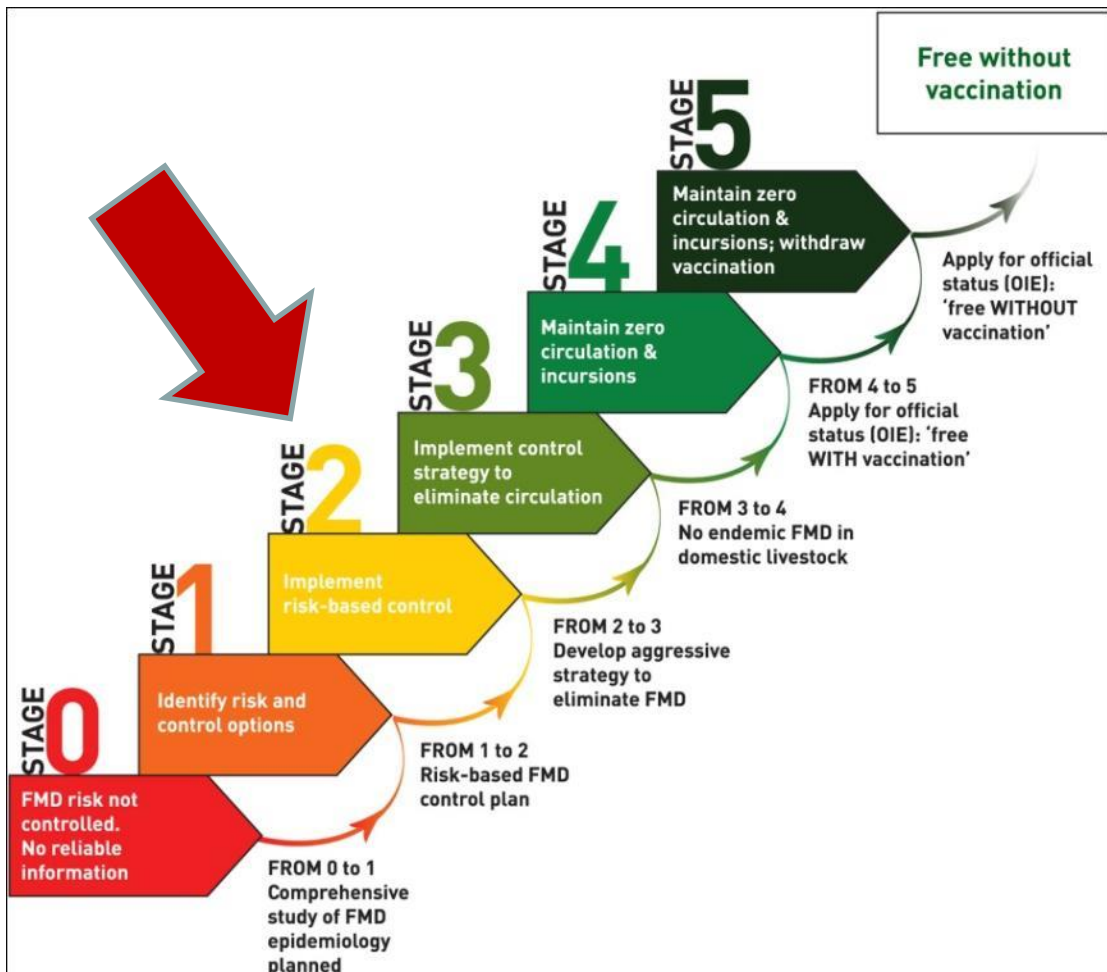 Free without
vaccination
STAGE
5
Maintain zero
circulation &
incursions; withdraw
vaccination
Apply for official
status (OIE):
‘free WITHOUT
vaccination’
STAGE
4
Maintain zero
circulation &
incursions
FROM 4 to 5
Apply for official
status (OIE): ‘free
WITH vaccination’
STAGE
3
Implement control
strategy to
eliminate circulation
FROM 3 to 4
No endemic FMD in
domestic livestock
STAGE
2
Implement
risk-based control
FROM 2 to 3
Develop aggressive
strategy to
eliminate FMD
STAGE
1
Identify risk and
control options
FROM 1 to 2
Risk-based FMD
control plan
STAGE
0
FMD risk not
controlled.
No reliable
information
FROM 0 to 1
Comprehensive
study of FMD
epidemiology
planned